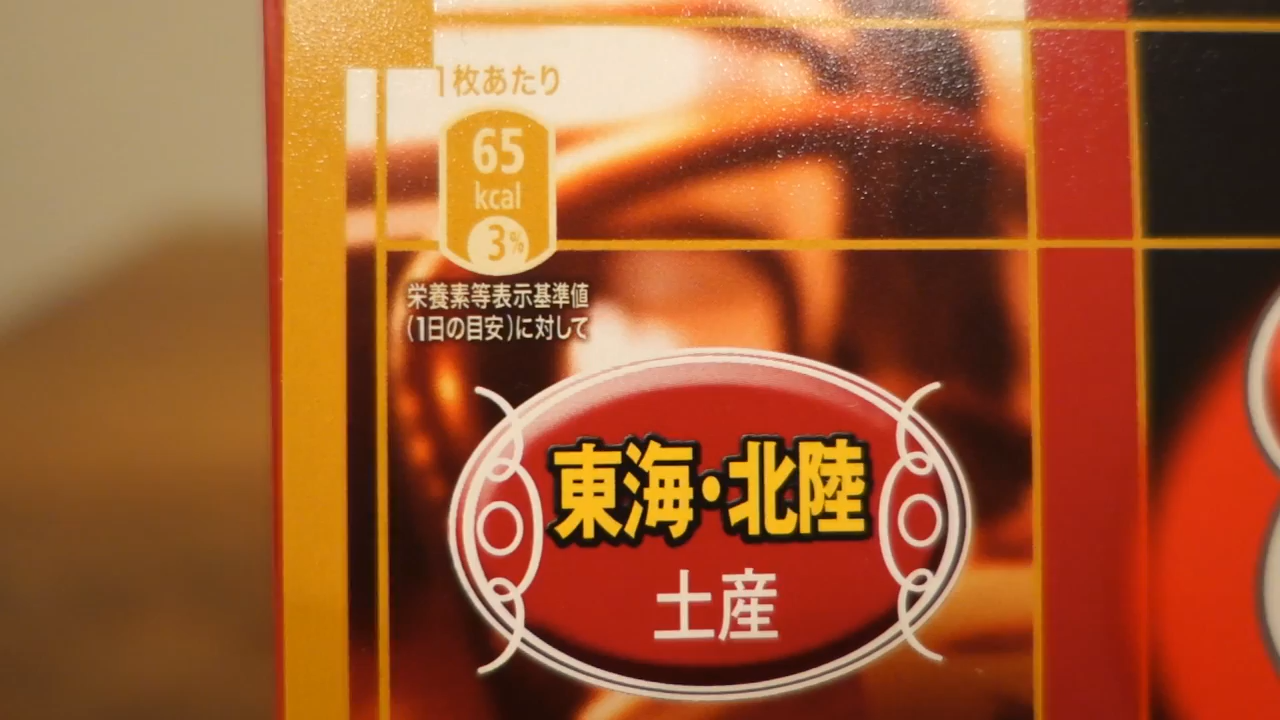 1枚あたり
65
kcal
3%
栄養素等表示基準値
(1日の目安)に対して
東海・北陸
土産